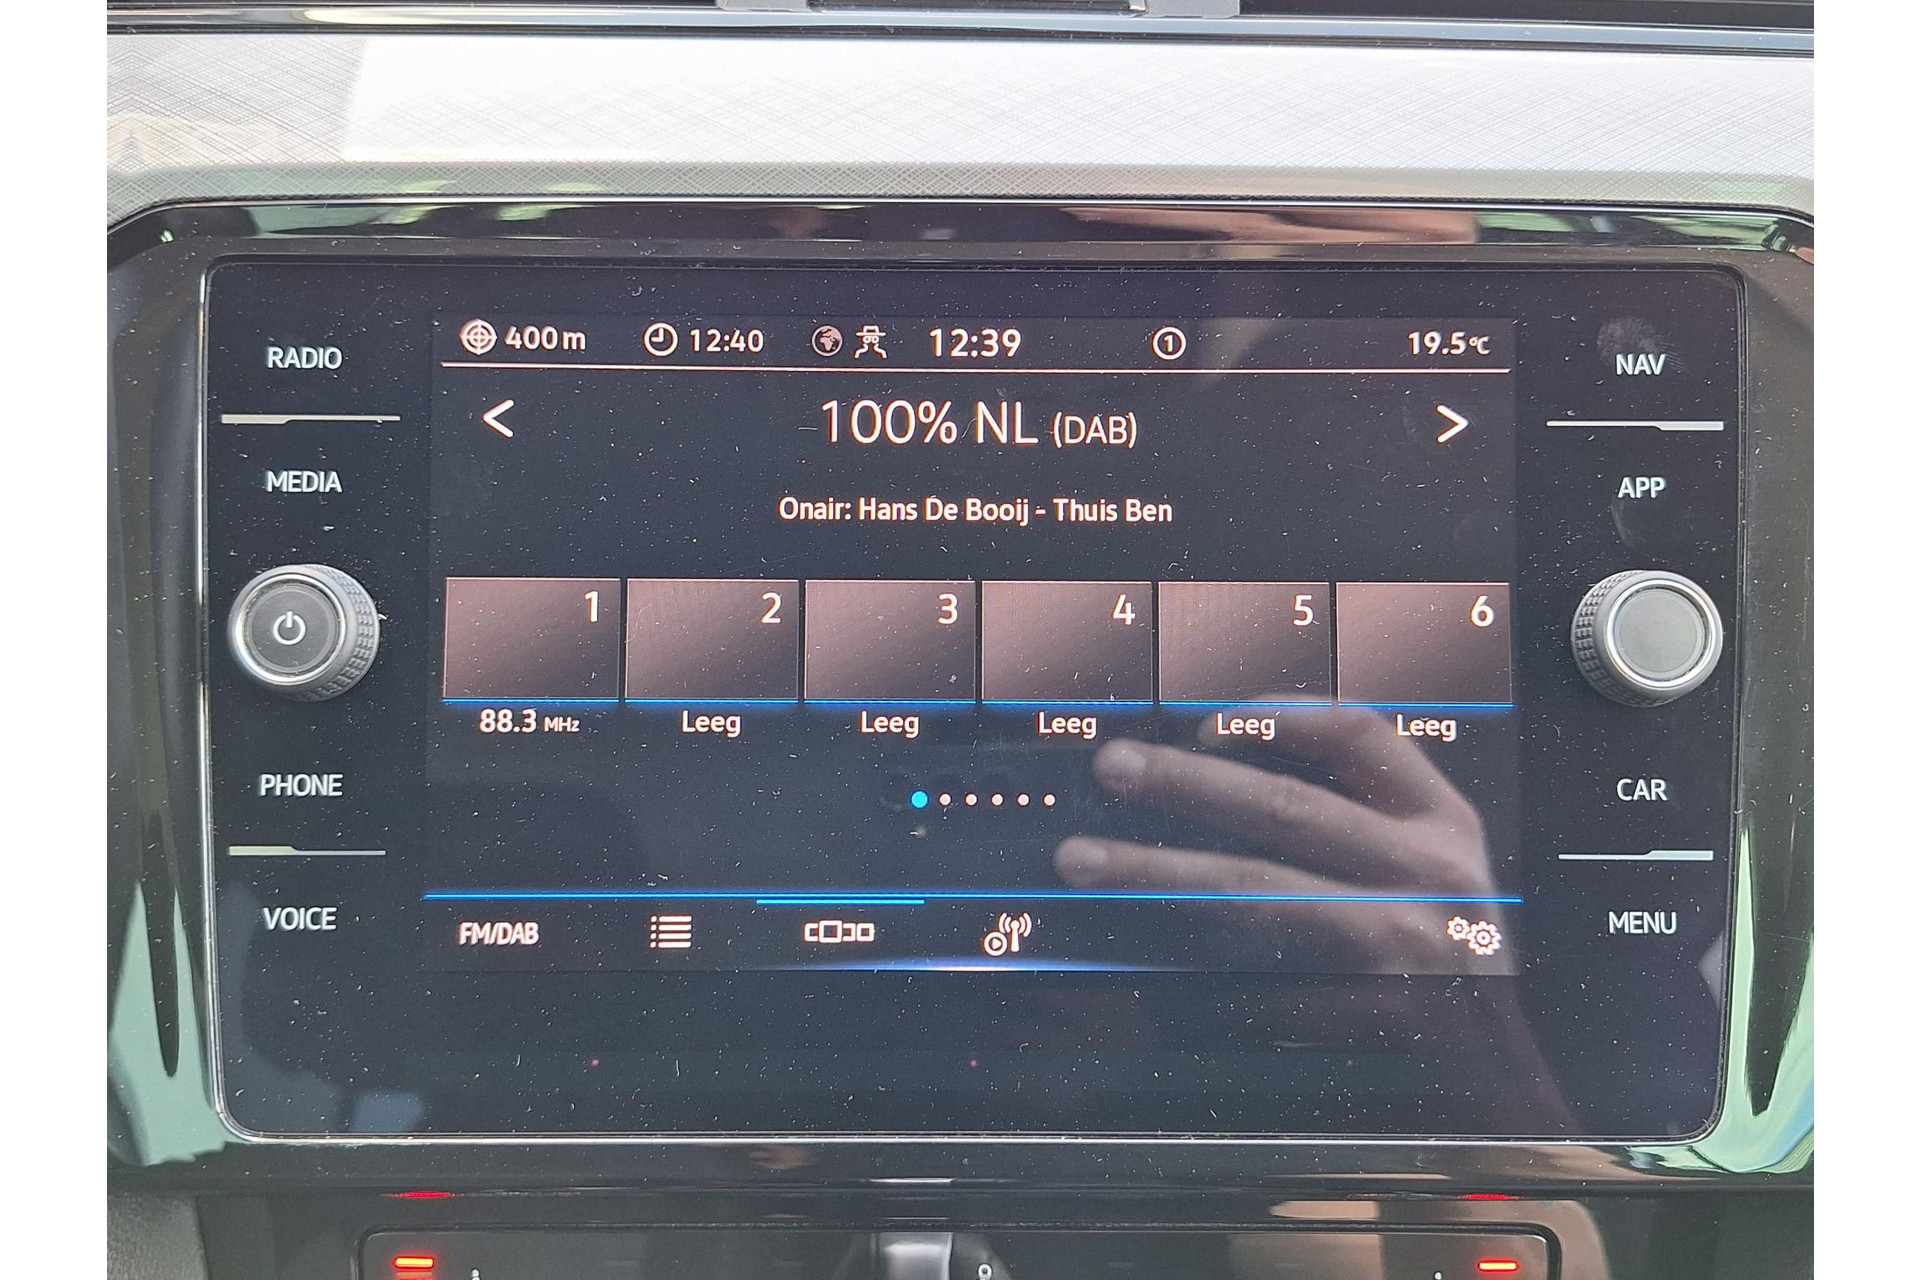 400 m 12:40 12:39 1 19.5°C
< 100% NL (DAB) >
Onair: Hans De Booij - Thuis Ben
1 2 3 4 5 6
88.3 MHz Leeg Leeg Leeg Leeg Leeg
FM/DAB
RADIO
MEDIA
PHONE
VOICE
NAV
APP
CAR
MENU